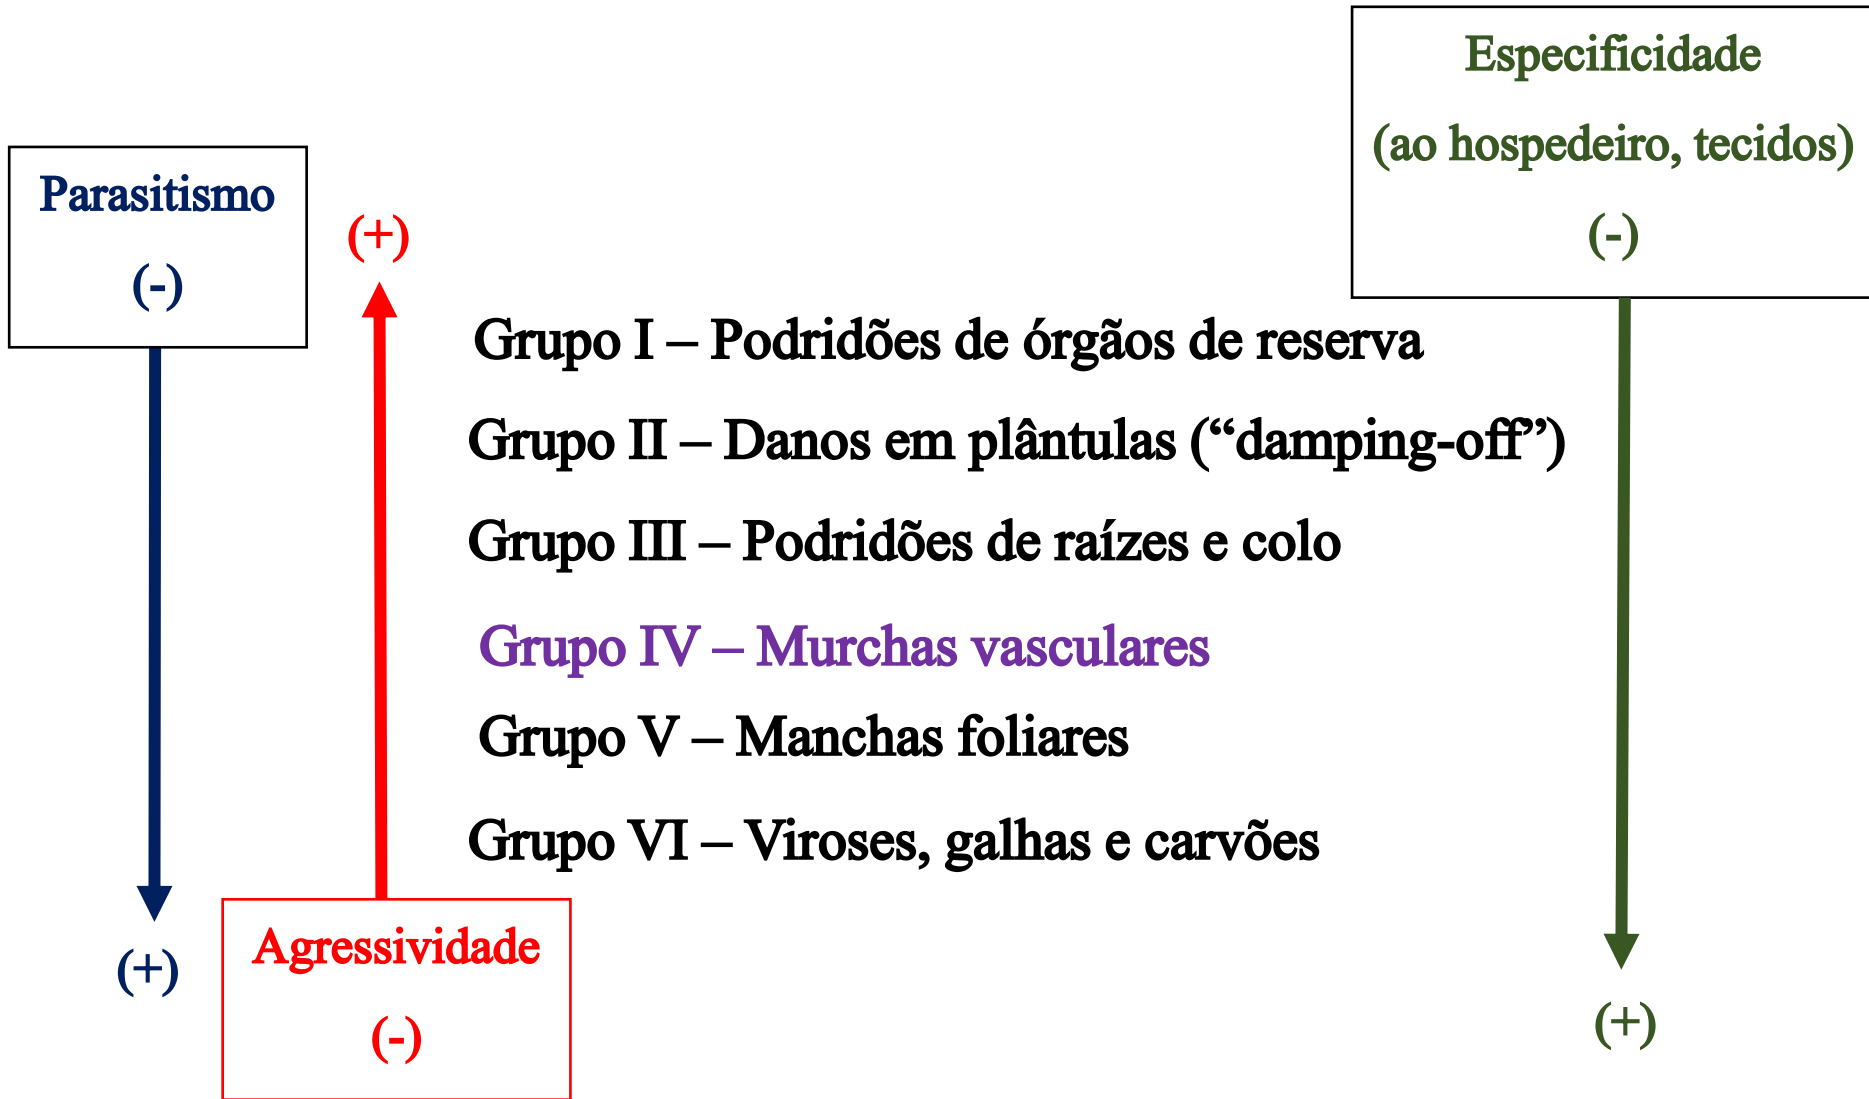 Especificidade
(ao hospedeiro, tecidos)
(-)
Parasitismo
(-)
(+)
Grupo I – Podridões de órgãos de reserva
Grupo II – Danos em plântulas (“damping-off”)
Grupo III – Podridões de raízes e colo
Grupo IV – Murchas vasculares
Grupo V – Manchas foliares
Grupo VI – Viroses, galhas e carvões
(+)
Agressividade
(-)
(+)